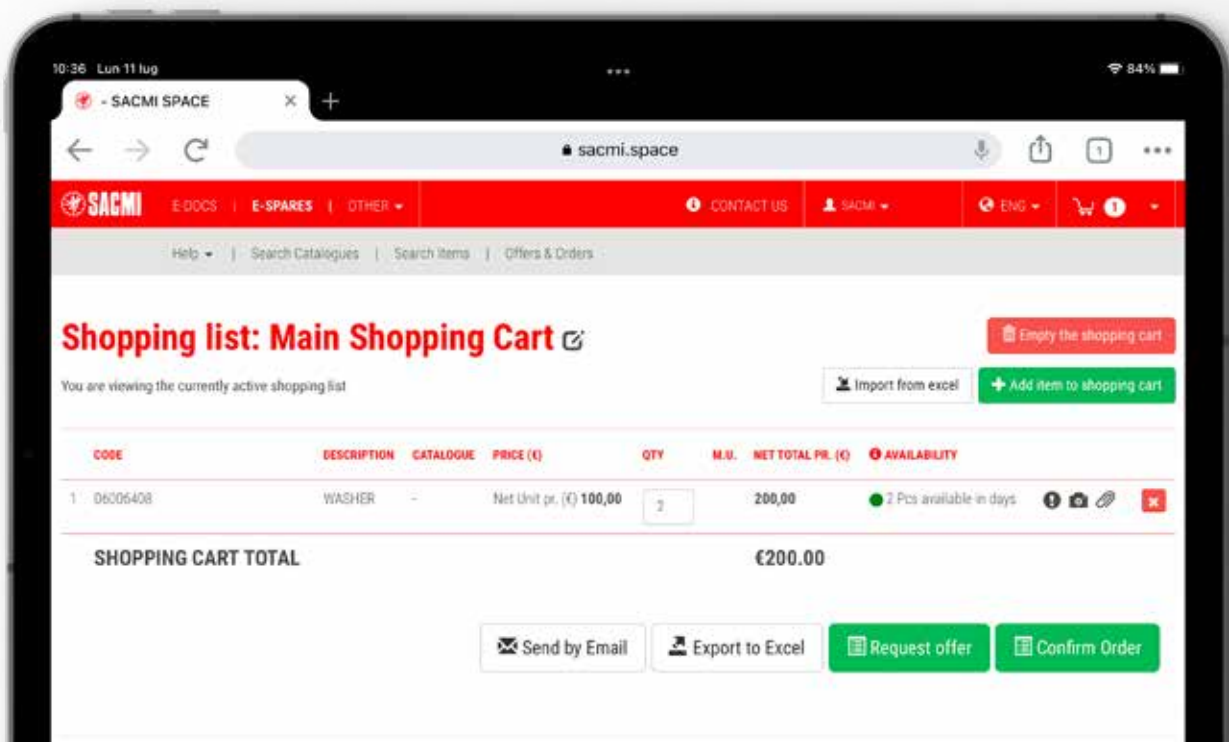 10:36 Lun 11 lug
84%
- SACMI SPACE
sacmi.space
1
SACMI E-DOCS | E-SPARES | OTHER CONTACT US SACMI ENG 1
Help | Search Catalogues | Search Items | Offers & Orders
Shopping list: Main Shopping Cart
Empty the shopping cart
You are viewing the currently active shopping list
Import from excel
Add item to shopping cart
CODE DESCRIPTION CATALOGUE PRICE (€) QTY M.U. NET TOTAL PR. (€) AVAILABILITY
1 06006408 WASHER - Net Unit pr. (€) 100,00 2 200,00 2 Pcs available in days
SHOPPING CART TOTAL €200.00
Send by Email
Export to Excel
Request offer
Confirm Order